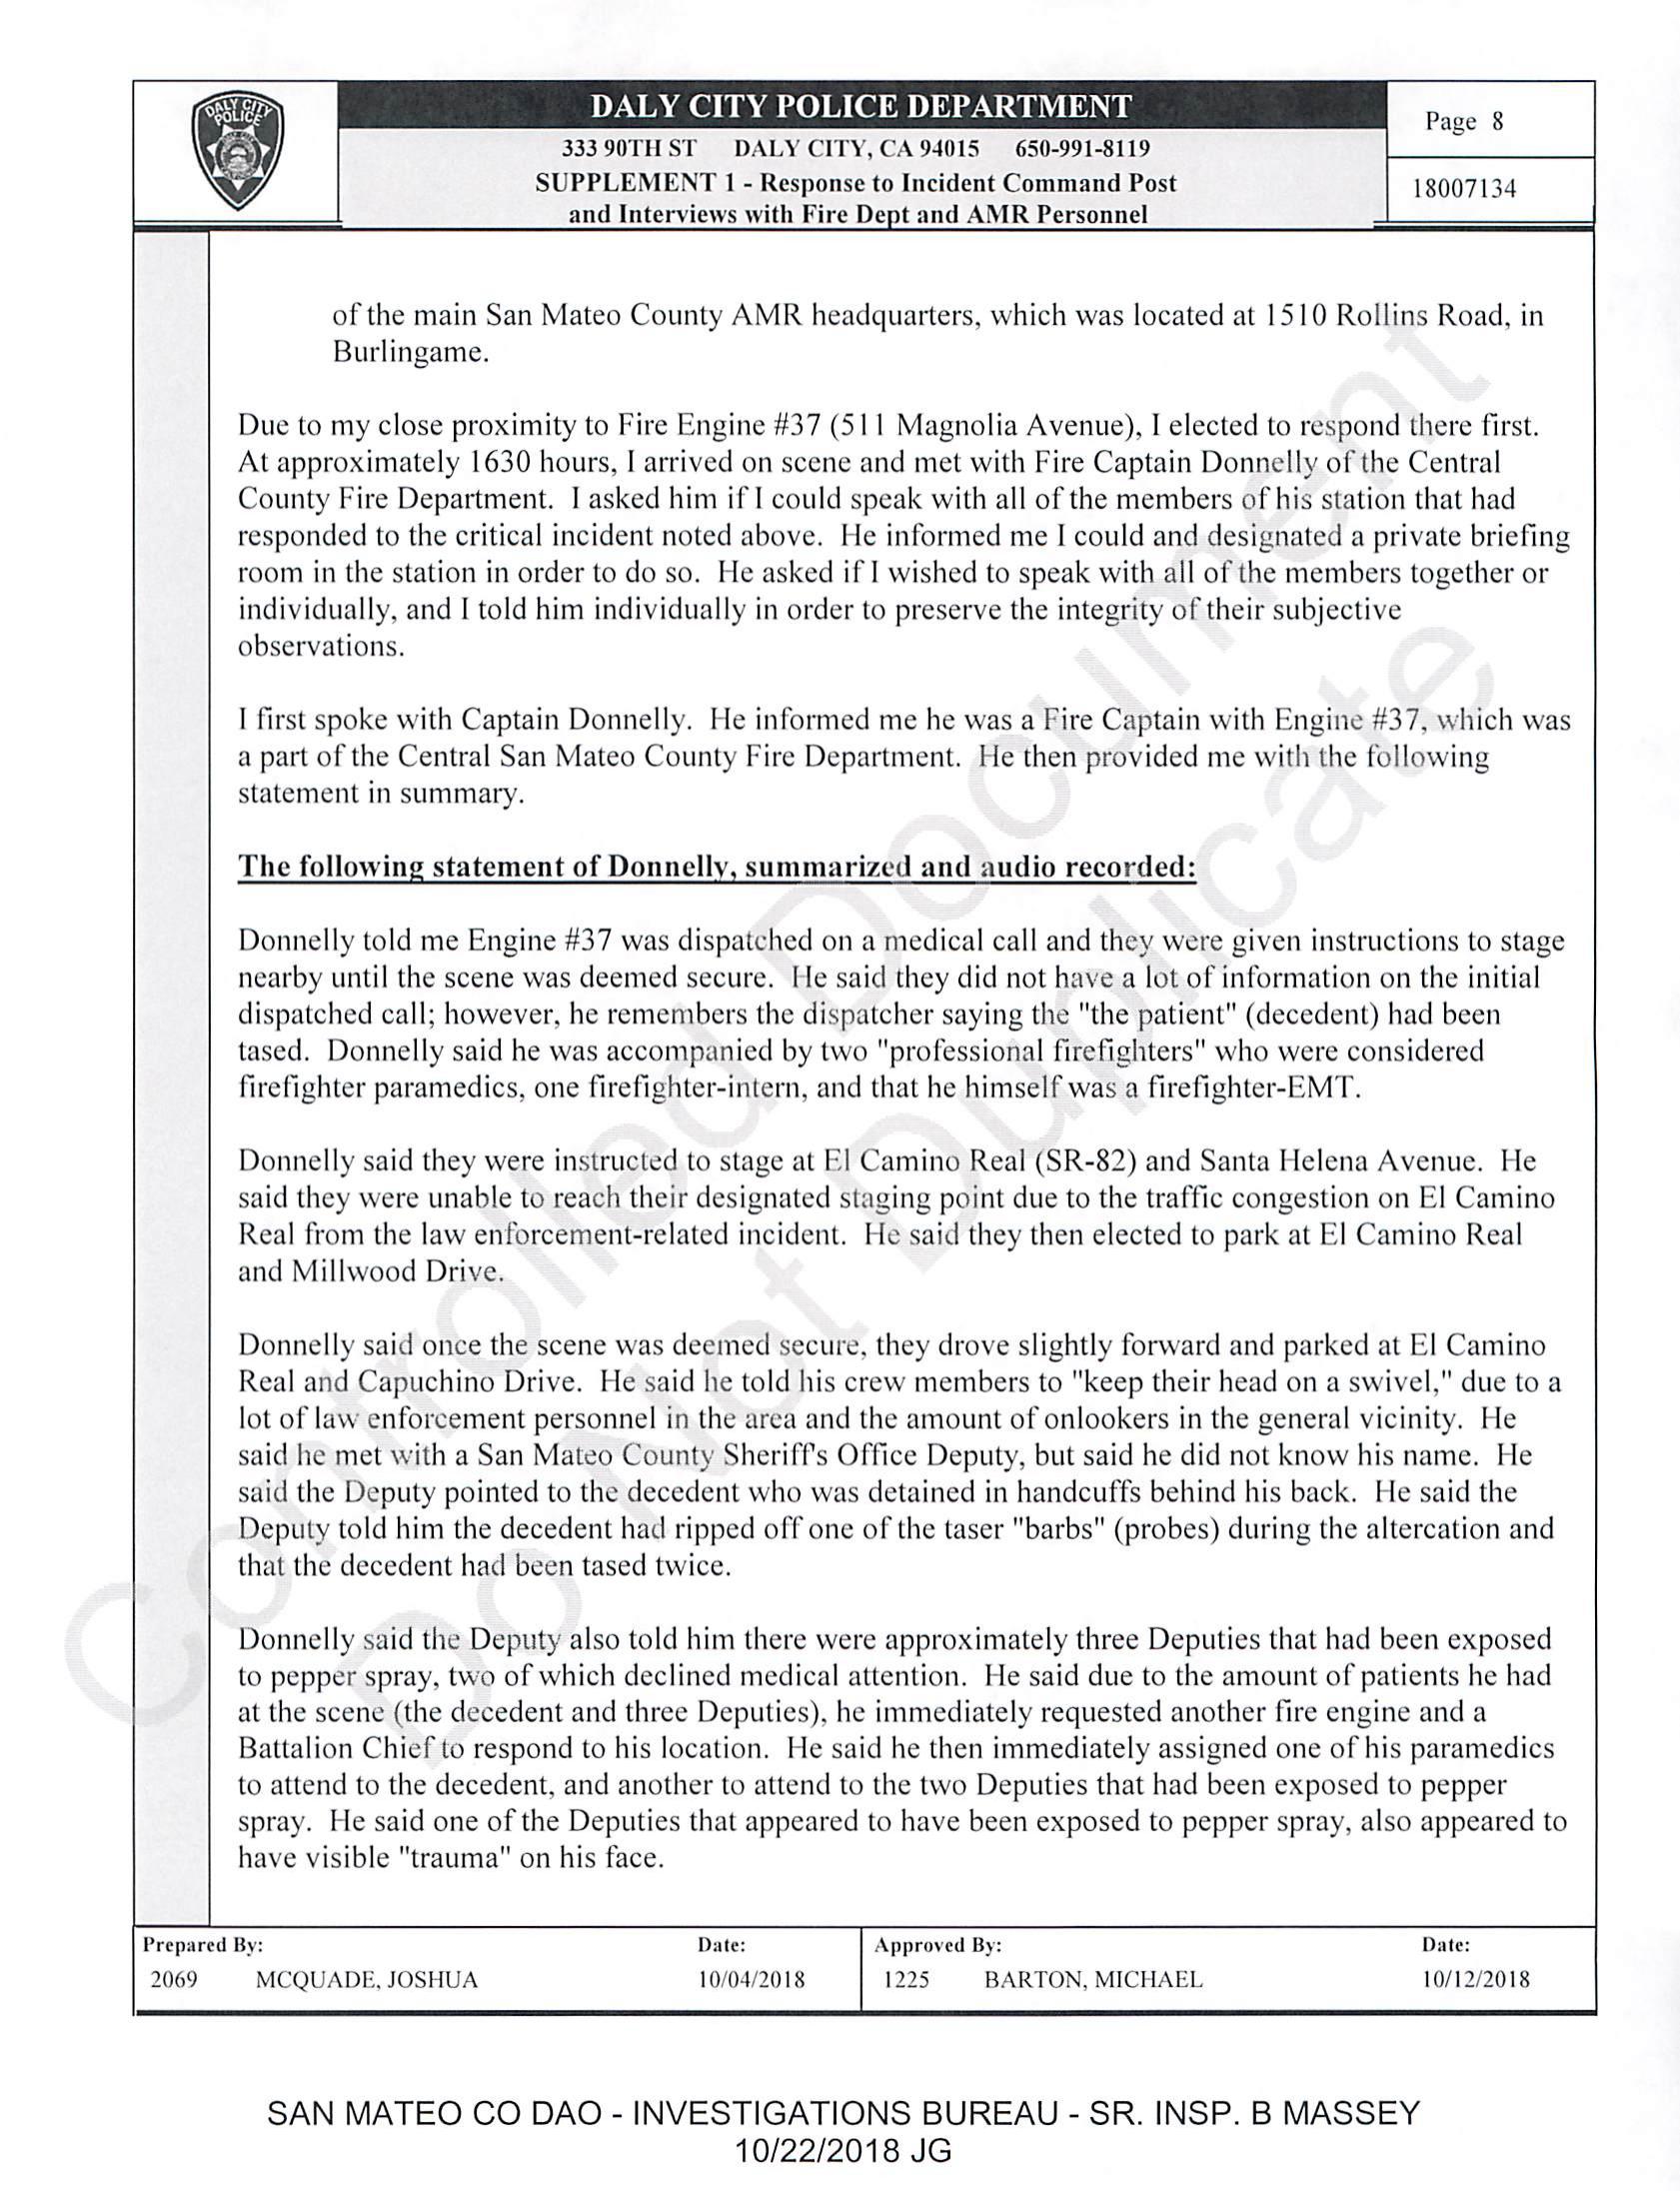 DALY CITY POLICE
DALY CITY POLICE DEPARTMENT
333 90TH ST DALY CITY, CA 94015 650-991-8119
SUPPLEMENT 1 - Response to Incident Command Post
and Interviews with Fire Dept and AMR Personnel
Page 8
18007134
of the main San Mateo County AMR headquarters, which was located at 1510 Rollins Road, in
Burlingame.
Due to my close proximity to Fire Engine #37 (511 Magnolia Avenue), I elected to respond there first.
At approximately 1630 hours, I arrived on scene and met with Fire Captain Donnelly of the Central
County Fire Department. I asked him if I could speak with all of the members of his station that had
responded to the critical incident noted above. He informed me I could and designated a private briefing
room in the station in order to do so. He asked if I wished to speak with all of the members together or
individually, and I told him individually in order to preserve the integrity of their subjective
observations.
I first spoke with Captain Donnelly. He informed me he was a Fire Captain with Engine #37, which was
a part of the Central San Mateo County Fire Department. He then provided me with the following
statement in summary.
The following statement of Donnelly, summarized and audio recorded:
Donnelly told me Engine #37 was dispatched on a medical call and they were given instructions to stage
nearby until the scene was deemed secure. He said they did not have a lot of information on the initial
dispatched call; however, he remembers the dispatcher saying the "the patient" (decedent) had been
tased. Donnelly said he was accompanied by two "professional firefighters" who were considered
firefighter paramedics, one firefighter-intern, and that he himself was a firefighter-EMT.
Donnelly said they were instructed to stage at El Camino Real (SR-82) and Santa Helena Avenue. He
said they were unable to reach their designated staging point due to the traffic congestion on El Camino
Real from the law enforcement-related incident. He said they then elected to park at El Camino Real
and Millwood Drive.
Donnelly said once the scene was deemed secure, they drove slightly forward and parked at El Camino
Real and Capuchino Drive. He said he told his crew members to "keep their head on a swivel," due to a
lot of law enforcement personnel in the area and the amount of onlookers in the general vicinity. He
said he met with a San Mateo County Sheriff's Office Deputy, but said he did not know his name. He
said the Deputy pointed to the decedent who was detained in handcuffs behind his back. He said the
Deputy told him the decedent had ripped off one of the taser "barbs" (probes) during the altercation and
that the decedent had been tased twice.
Donnelly said the Deputy also told him there were approximately three Deputies that had been exposed
to pepper spray, two of which declined medical attention. He said due to the amount of patients he had
at the scene (the decedent and three Deputies), he immediately requested another fire engine and a
Battalion Chief to respond to his location. He said he then immediately assigned one of his paramedics
to attend to the decedent, and another to attend to the two Deputies that had been exposed to pepper
spray. He said one of the Deputies that appeared to have been exposed to pepper spray, also appeared to
have visible "trauma" on his face.
Controlled Document
Do Not Duplicate
Prepared By: Date: Approved By: Date:
2069 MCQUADE, JOSHUA 10/04/2018 1225 BARTON, MICHAEL 10/12/2018
SAN MATEO CO DAO - INVESTIGATIONS BUREAU - SR. INSP. B MASSEY
10/22/2018 JG